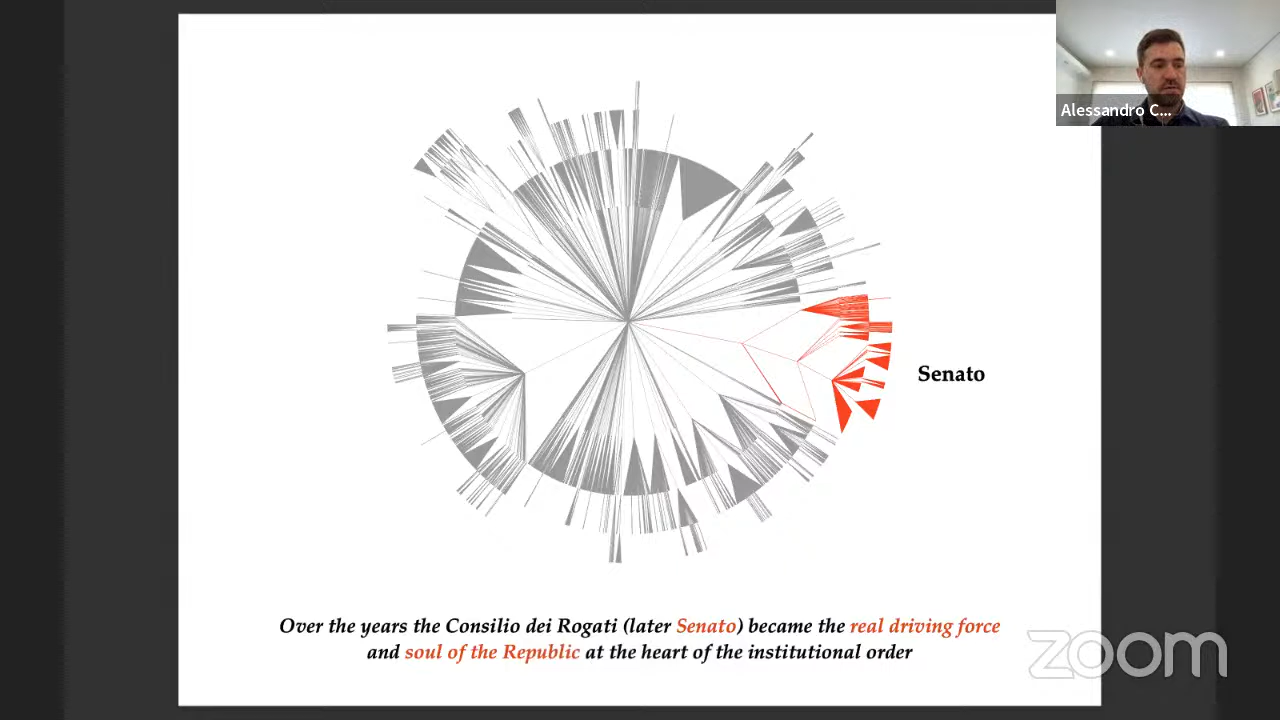 Alessandro C...
Senato
Over the years the Consilio dei Rogati (later Senato) became the real driving force
and soul of the Republic at the heart of the institutional order
zoom